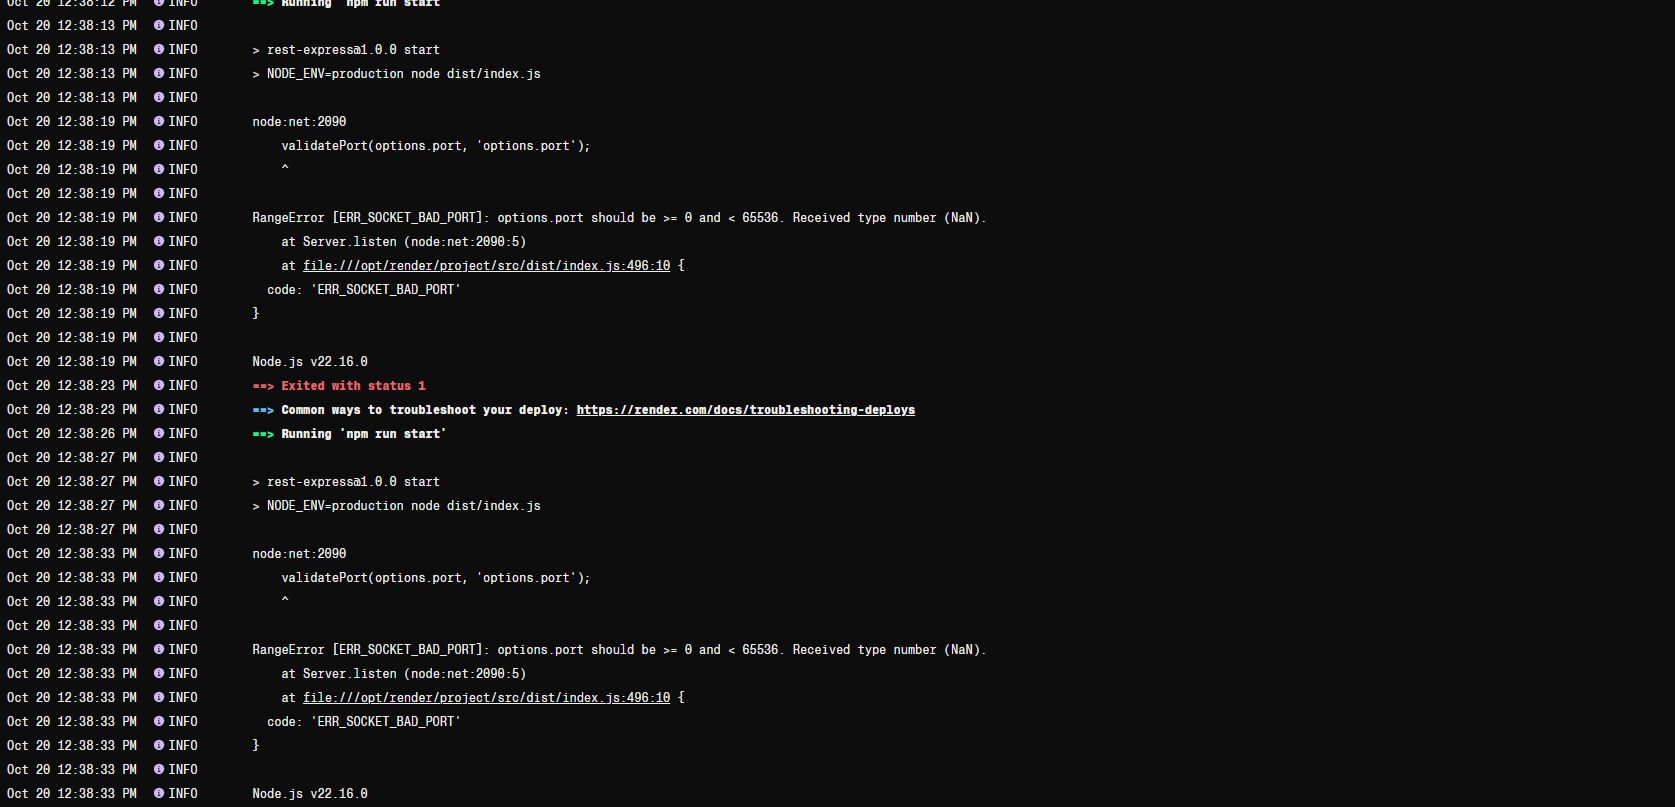 Oct 20 12:38:12 PM INFO ==> Running 'npm run start'
Oct 20 12:38:13 PM INFO
Oct 20 12:38:13 PM INFO > rest-express@1.0.0 start
Oct 20 12:38:13 PM INFO > NODE_ENV=production node dist/index.js
Oct 20 12:38:13 PM INFO
Oct 20 12:38:19 PM INFO node:net:2090
Oct 20 12:38:19 PM INFO validatePort(options.port, 'options.port');
Oct 20 12:38:19 PM INFO ^
Oct 20 12:38:19 PM INFO
Oct 20 12:38:19 PM INFO RangeError [ERR_SOCKET_BAD_PORT]: options.port should be >= 0 and < 65536. Received type number (NaN).
Oct 20 12:38:19 PM INFO at Server.listen (node:net:2090:5)
Oct 20 12:38:19 PM INFO at file:///opt/render/project/src/dist/index.js:496:10 {
Oct 20 12:38:19 PM INFO code: 'ERR_SOCKET_BAD_PORT'
Oct 20 12:38:19 PM INFO }
Oct 20 12:38:19 PM INFO
Oct 20 12:38:19 PM INFO Node.js v22.16.0
Oct 20 12:38:23 PM INFO ==> Exited with status 1
Oct 20 12:38:23 PM INFO ==> Common ways to troubleshoot your deploy: https://render.com/docs/troubleshooting-deploys
Oct 20 12:38:26 PM INFO ==> Running 'npm run start'
Oct 20 12:38:27 PM INFO
Oct 20 12:38:27 PM INFO > rest-express@1.0.0 start
Oct 20 12:38:27 PM INFO > NODE_ENV=production node dist/index.js
Oct 20 12:38:27 PM INFO
Oct 20 12:38:33 PM INFO node:net:2090
Oct 20 12:38:33 PM INFO validatePort(options.port, 'options.port');
Oct 20 12:38:33 PM INFO ^
Oct 20 12:38:33 PM INFO
Oct 20 12:38:33 PM INFO RangeError [ERR_SOCKET_BAD_PORT]: options.port should be >= 0 and < 65536. Received type number (NaN).
Oct 20 12:38:33 PM INFO at Server.listen (node:net:2090:5)
Oct 20 12:38:33 PM INFO at file:///opt/render/project/src/dist/index.js:496:10 {
Oct 20 12:38:33 PM INFO code: 'ERR_SOCKET_BAD_PORT'
Oct 20 12:38:33 PM INFO }
Oct 20 12:38:33 PM INFO
Oct 20 12:38:33 PM INFO Node.js v22.16.0